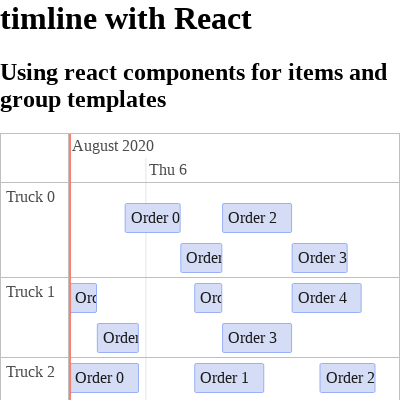 timline with React
Using react components for items and
group templates
August 2020
Thu 6
Truck 0
Order 0
Order 2
Order
Order 3
Truck 1
Ord
Ord
Order 4
Order
Order 3
Truck 2
Order 0
Order 1
Order 2